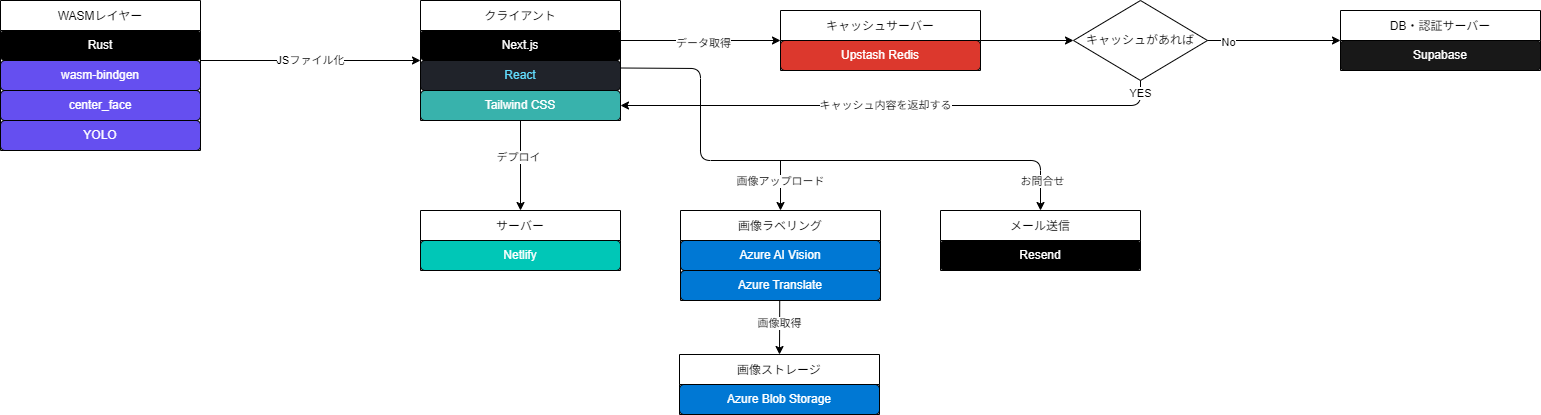 WASMレイヤー
Rust
wasm-bindgen
center_face
YOLO
JSファイル化
クライアント
Next.js
React
Tailwind CSS
データ取得
キャッシュサーバー
Upstash Redis
キャッシュがあれば
No
YES
DB・認証サーバー
Supabase
キャッシュ内容を返却する
デプロイ
サーバー
Netlify
画像アップロード
画像ラベリング
Azure AI Vision
Azure Translate
お問合せ
メール送信
Resend
画像取得
画像ストレージ
Azure Blob Storage